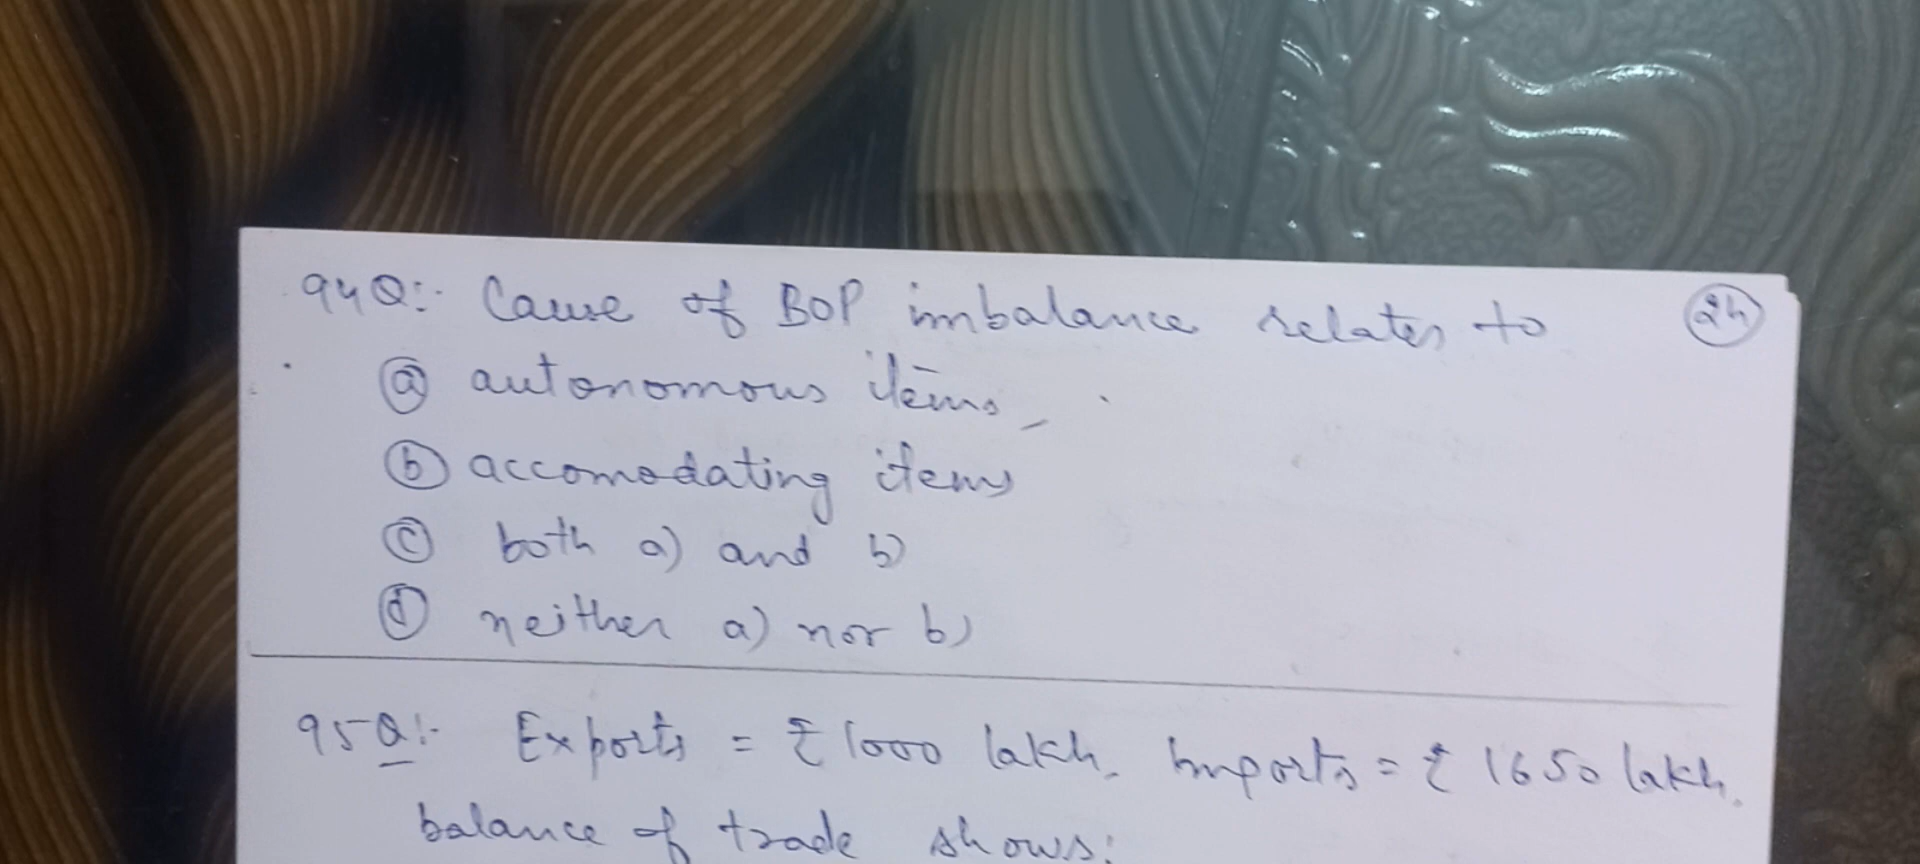 94Q:- Cause of BOP imbalance relates to
24
(a) autonomous items
(b) accomodating items
(c) both a) and b)
(d) neither a) nor b)
95Q:- Exports = ₹ 1000 lakh. Imports = ₹ 1650 lakh.
balance of trade shows: